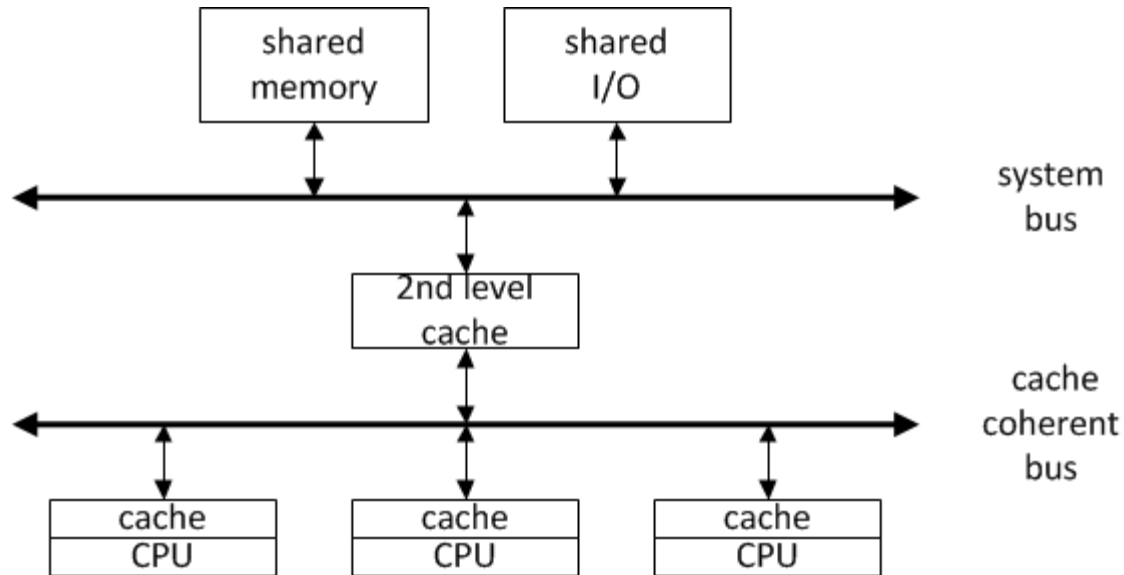 shared
memory
shared
I/O
system
bus
2nd level
cache
cache
coherent
bus
cache
CPU
cache
CPU
cache
CPU